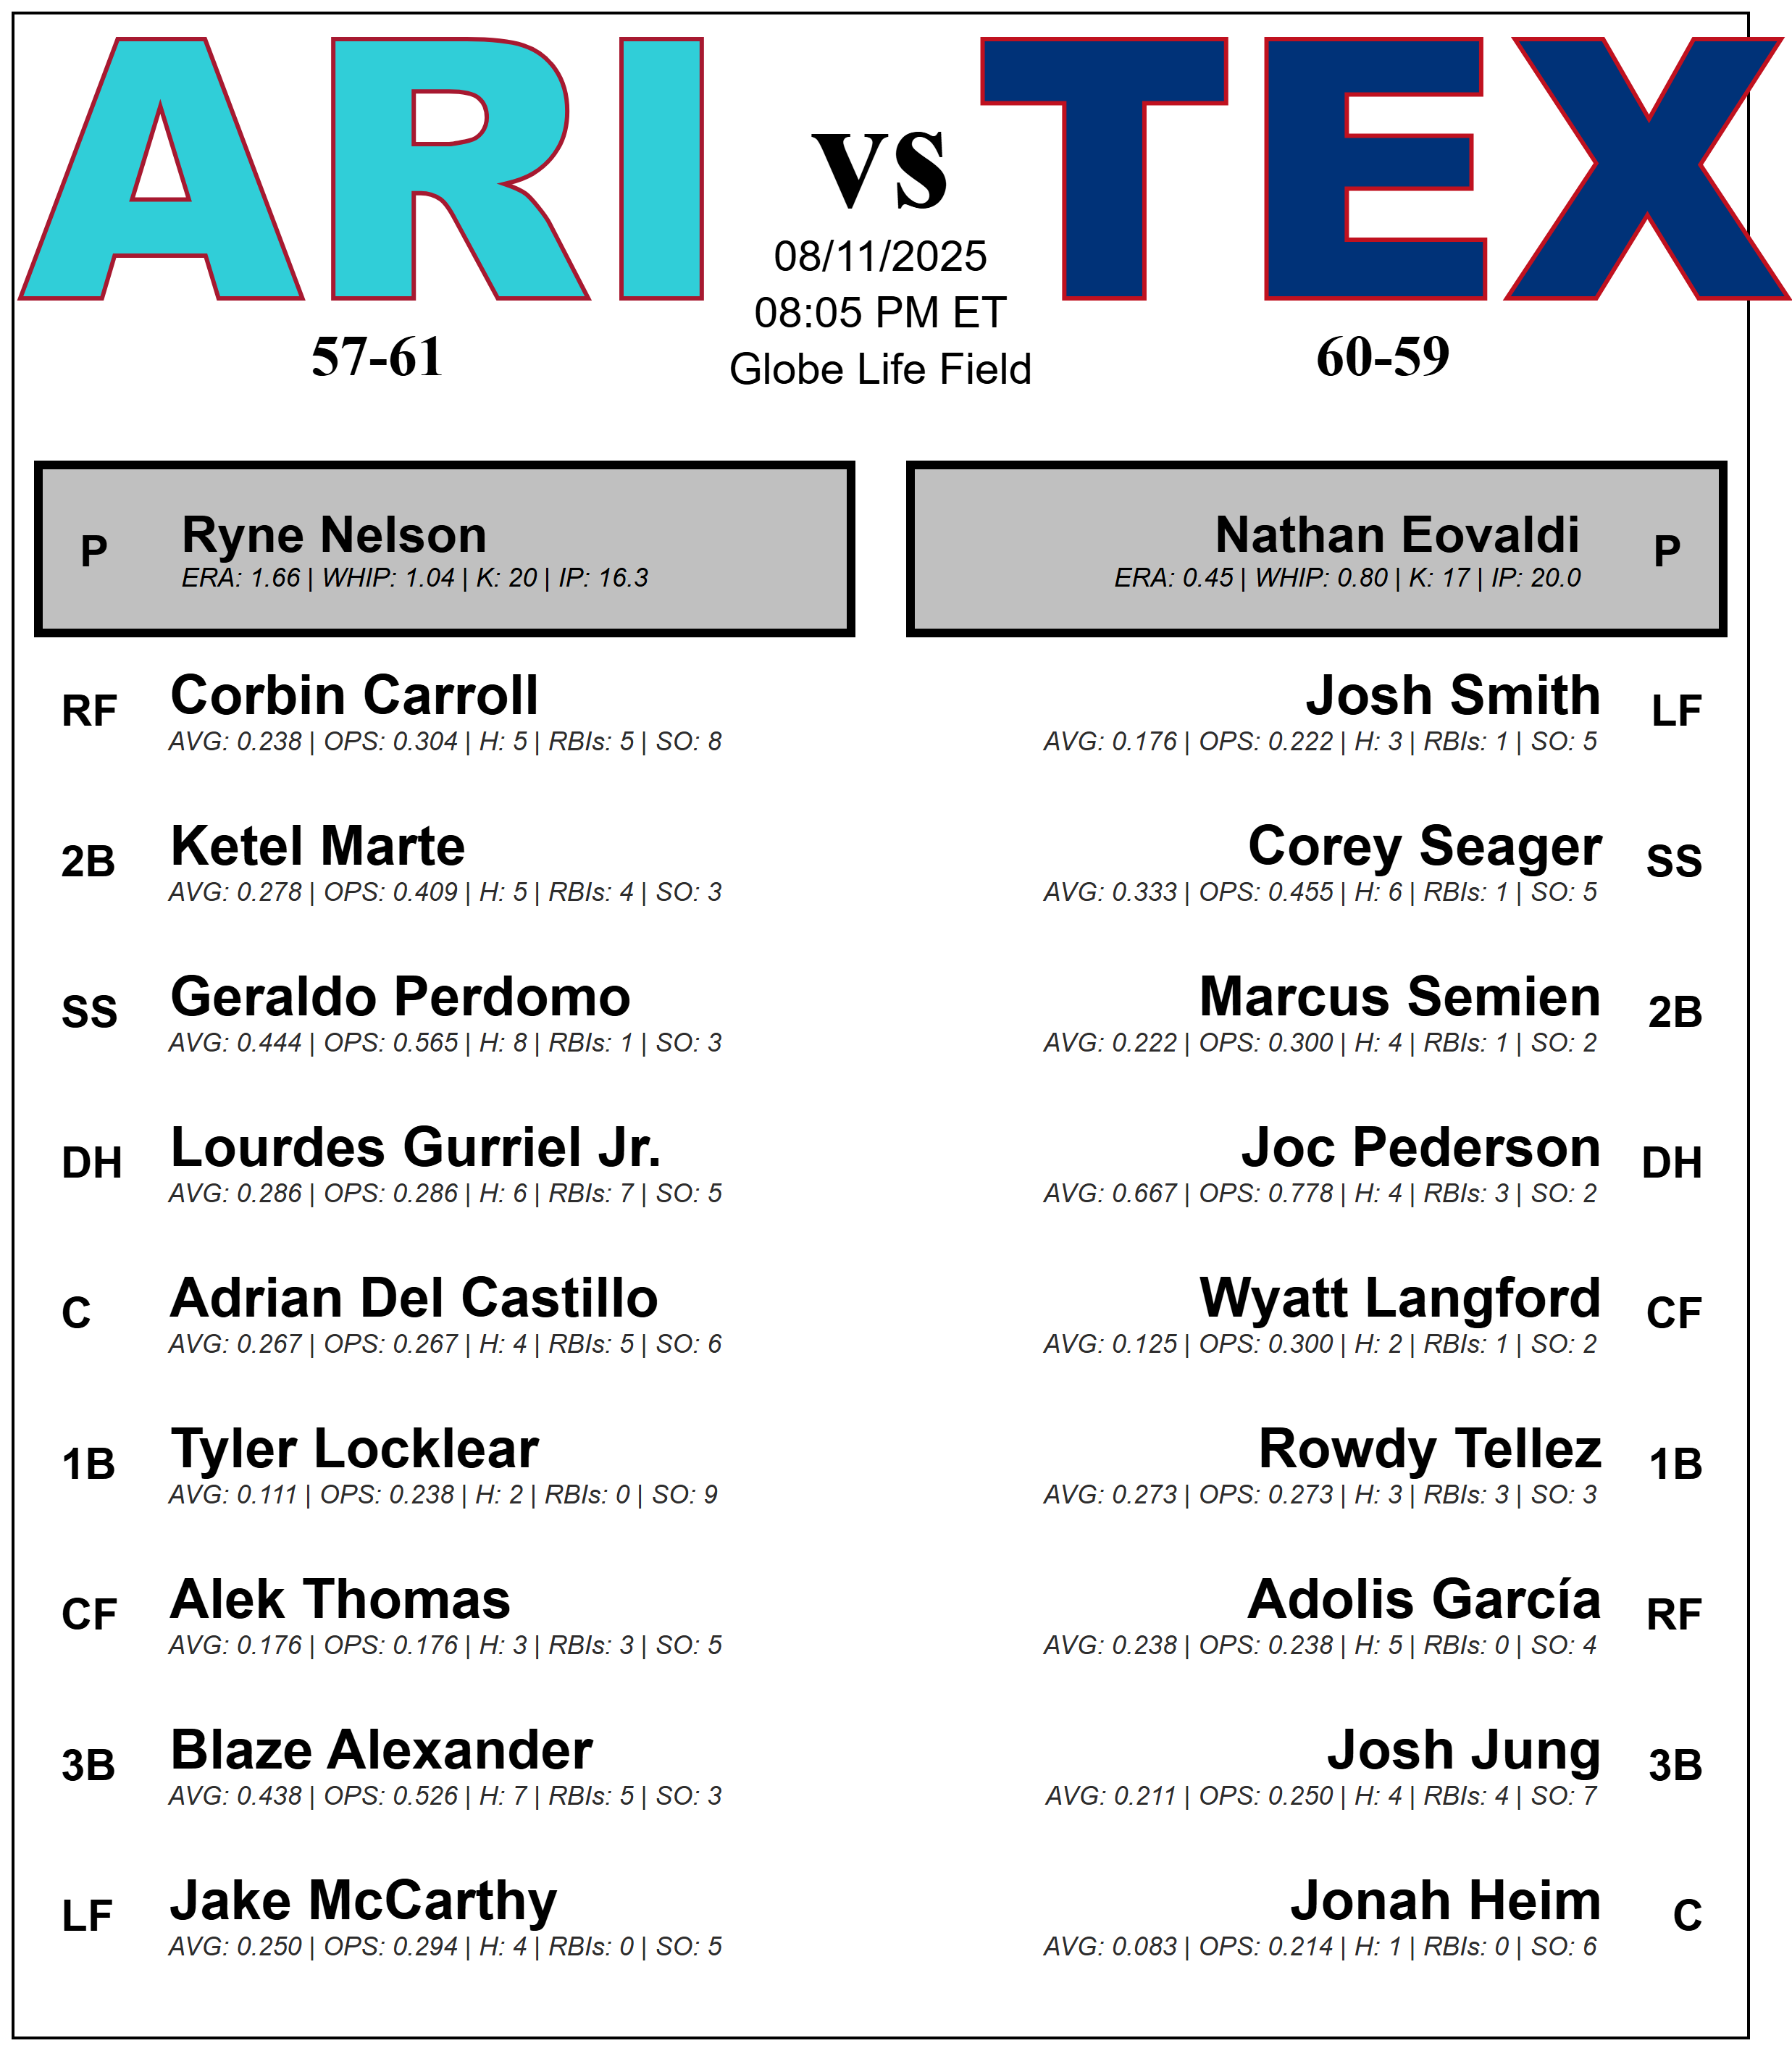 ARI vs TEX
08/11/2025
08:05 PM ET
57-61 Globe Life Field 60-59
P Ryne Nelson
ERA: 1.66 | WHIP: 1.04 | K: 20 | IP: 16.3
Nathan Eovaldi P
ERA: 0.45 | WHIP: 0.80 | K: 17 | IP: 20.0
RF Corbin Carroll
AVG: 0.238 | OPS: 0.304 | H: 5 | RBIs: 5 | SO: 8
Josh Smith LF
AVG: 0.176 | OPS: 0.222 | H: 3 | RBIs: 1 | SO: 5
2B Ketel Marte
AVG: 0.278 | OPS: 0.409 | H: 5 | RBIs: 4 | SO: 3
Corey Seager SS
AVG: 0.333 | OPS: 0.455 | H: 6 | RBIs: 1 | SO: 5
SS Geraldo Perdomo
AVG: 0.444 | OPS: 0.565 | H: 8 | RBIs: 1 | SO: 3
Marcus Semien 2B
AVG: 0.222 | OPS: 0.300 | H: 4 | RBIs: 1 | SO: 2
DH Lourdes Gurriel Jr.
AVG: 0.286 | OPS: 0.286 | H: 6 | RBIs: 7 | SO: 5
Joc Pederson DH
AVG: 0.667 | OPS: 0.778 | H: 4 | RBIs: 3 | SO: 2
C Adrian Del Castillo
AVG: 0.267 | OPS: 0.267 | H: 4 | RBIs: 5 | SO: 6
Wyatt Langford CF
AVG: 0.125 | OPS: 0.300 | H: 2 | RBIs: 1 | SO: 2
1B Tyler Locklear
AVG: 0.111 | OPS: 0.238 | H: 2 | RBIs: 0 | SO: 9
Rowdy Tellez 1B
AVG: 0.273 | OPS: 0.273 | H: 3 | RBIs: 3 | SO: 3
CF Alek Thomas
AVG: 0.176 | OPS: 0.176 | H: 3 | RBIs: 3 | SO: 5
Adolis García RF
AVG: 0.238 | OPS: 0.238 | H: 5 | RBIs: 0 | SO: 4
3B Blaze Alexander
AVG: 0.438 | OPS: 0.526 | H: 7 | RBIs: 5 | SO: 3
Josh Jung 3B
AVG: 0.211 | OPS: 0.250 | H: 4 | RBIs: 4 | SO: 7
LF Jake McCarthy
AVG: 0.250 | OPS: 0.294 | H: 4 | RBIs: 0 | SO: 5
Jonah Heim C
AVG: 0.083 | OPS: 0.214 | H: 1 | RBIs: 0 | SO: 6